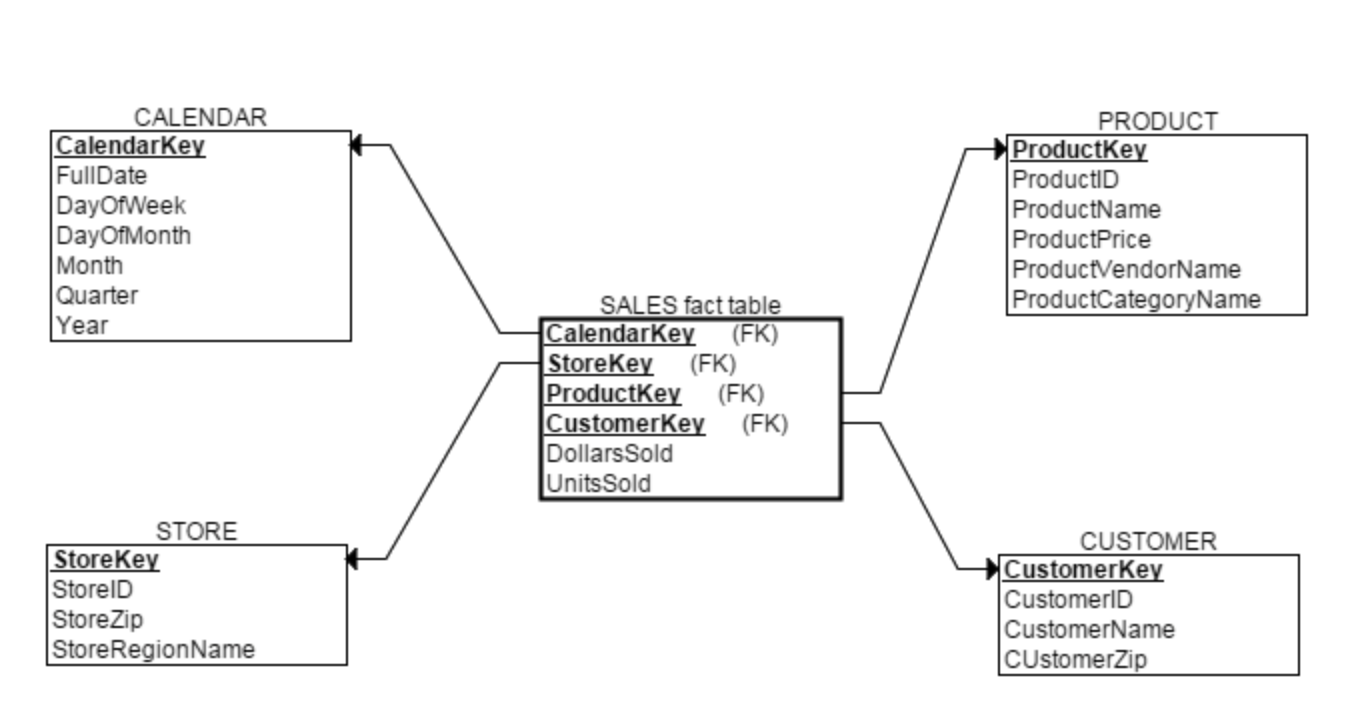 CALENDAR
CalendarKey
FullDate
DayOfWeek
DayOfMonth
Month
Quarter
Year
PRODUCT
ProductKey
ProductID
ProductName
ProductPrice
ProductVendorName
ProductCategoryName
SALES fact table
CalendarKey (FK)
StoreKey (FK)
ProductKey (FK)
CustomerKey (FK)
DollarsSold
UnitsSold
STORE
StoreKey
StoreID
StoreZip
StoreRegionName
CUSTOMER
CustomerKey
CustomerID
CustomerName
CUstomerZip